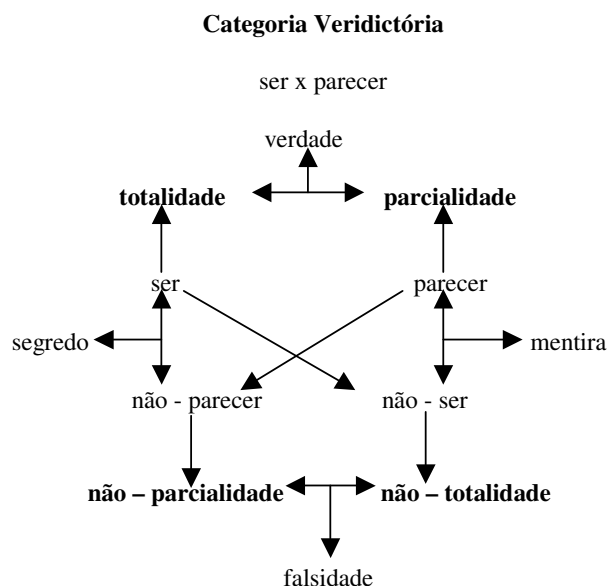 Categoria Veridictória
ser x parecer
verdade
totalidade parcialidade
ser parecer
segredo mentira
não - parecer não - ser
não – parcialidade não – totalidade
falsidade